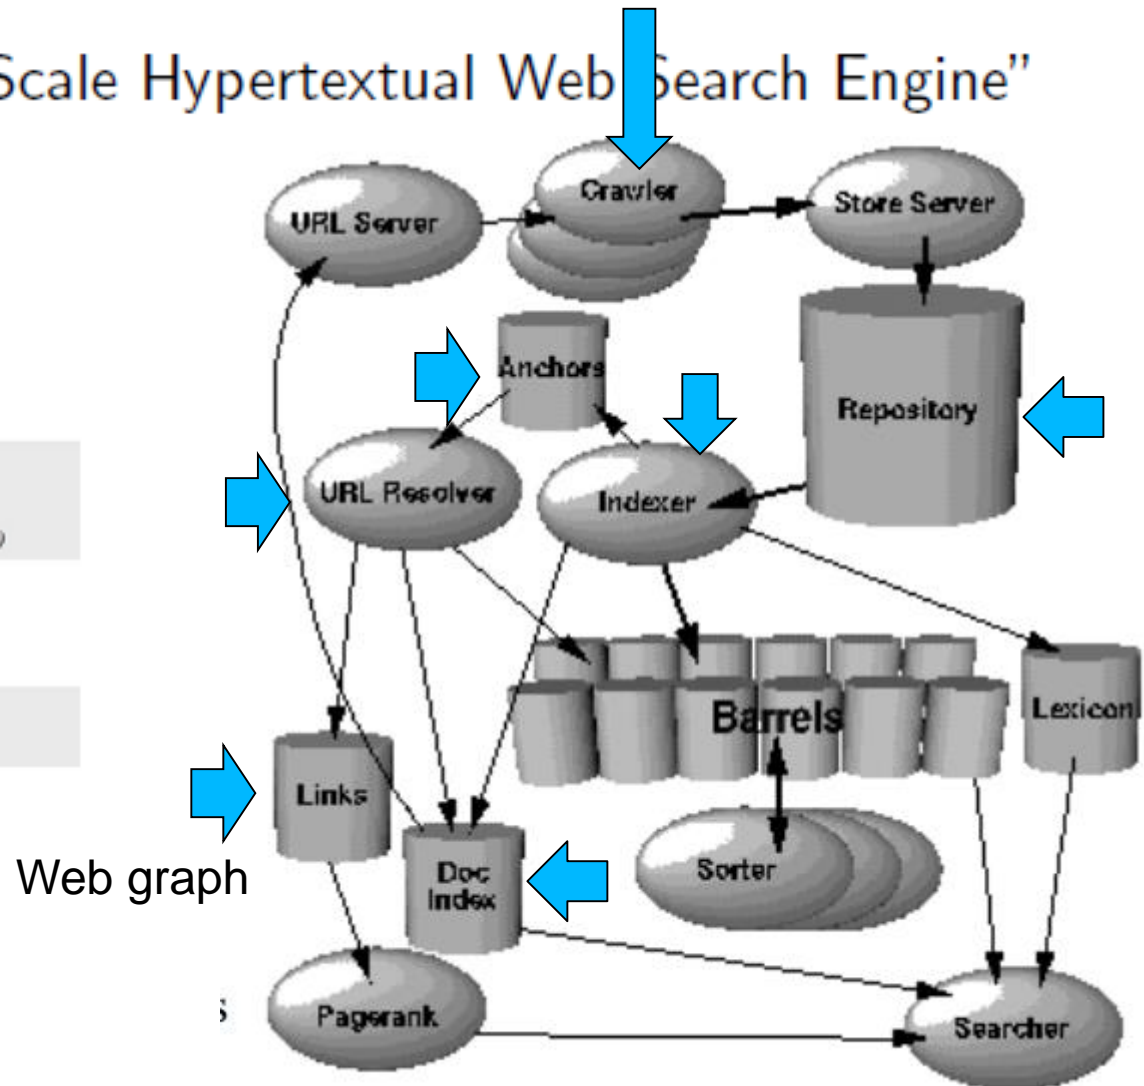 Scale Hypertextual Web Search Engine”
Crawler
URL Server
Store Server
Anchors
Repository
URL Resolver
Indexer
Barrels
Lexicon
Links
Web graph
Doc
Index
Sorter
s
Pagerank
Searcher